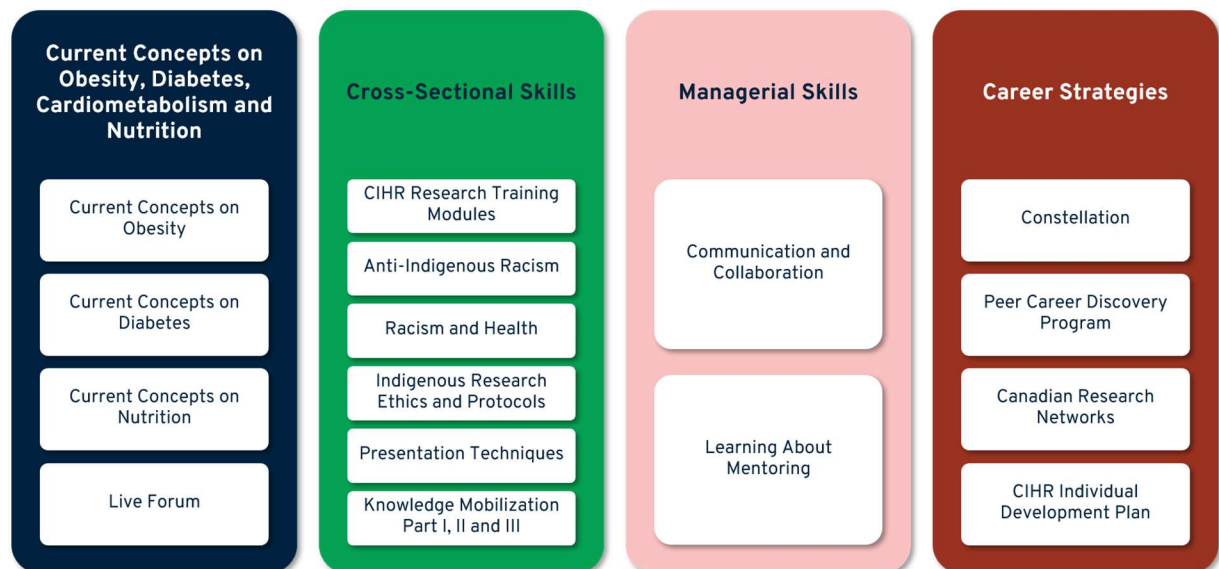 Current Concepts on
Obesity, Diabetes,
Cardiometabolism and
Nutrition
Current Concepts on
Obesity
Current Concepts on
Diabetes
Current Concepts on
Nutrition
Live Forum
Cross-Sectional Skills
CIHR Research Training
Modules
Anti-Indigenous Racism
Racism and Health
Indigenous Research
Ethics and Protocols
Presentation Techniques
Knowledge Mobilization
Part I, II and III
Managerial Skills
Communication and
Collaboration
Learning About
Mentoring
Career Strategies
Constellation
Peer Career Discovery
Program
Canadian Research
Networks
CIHR Individual
Development Plan